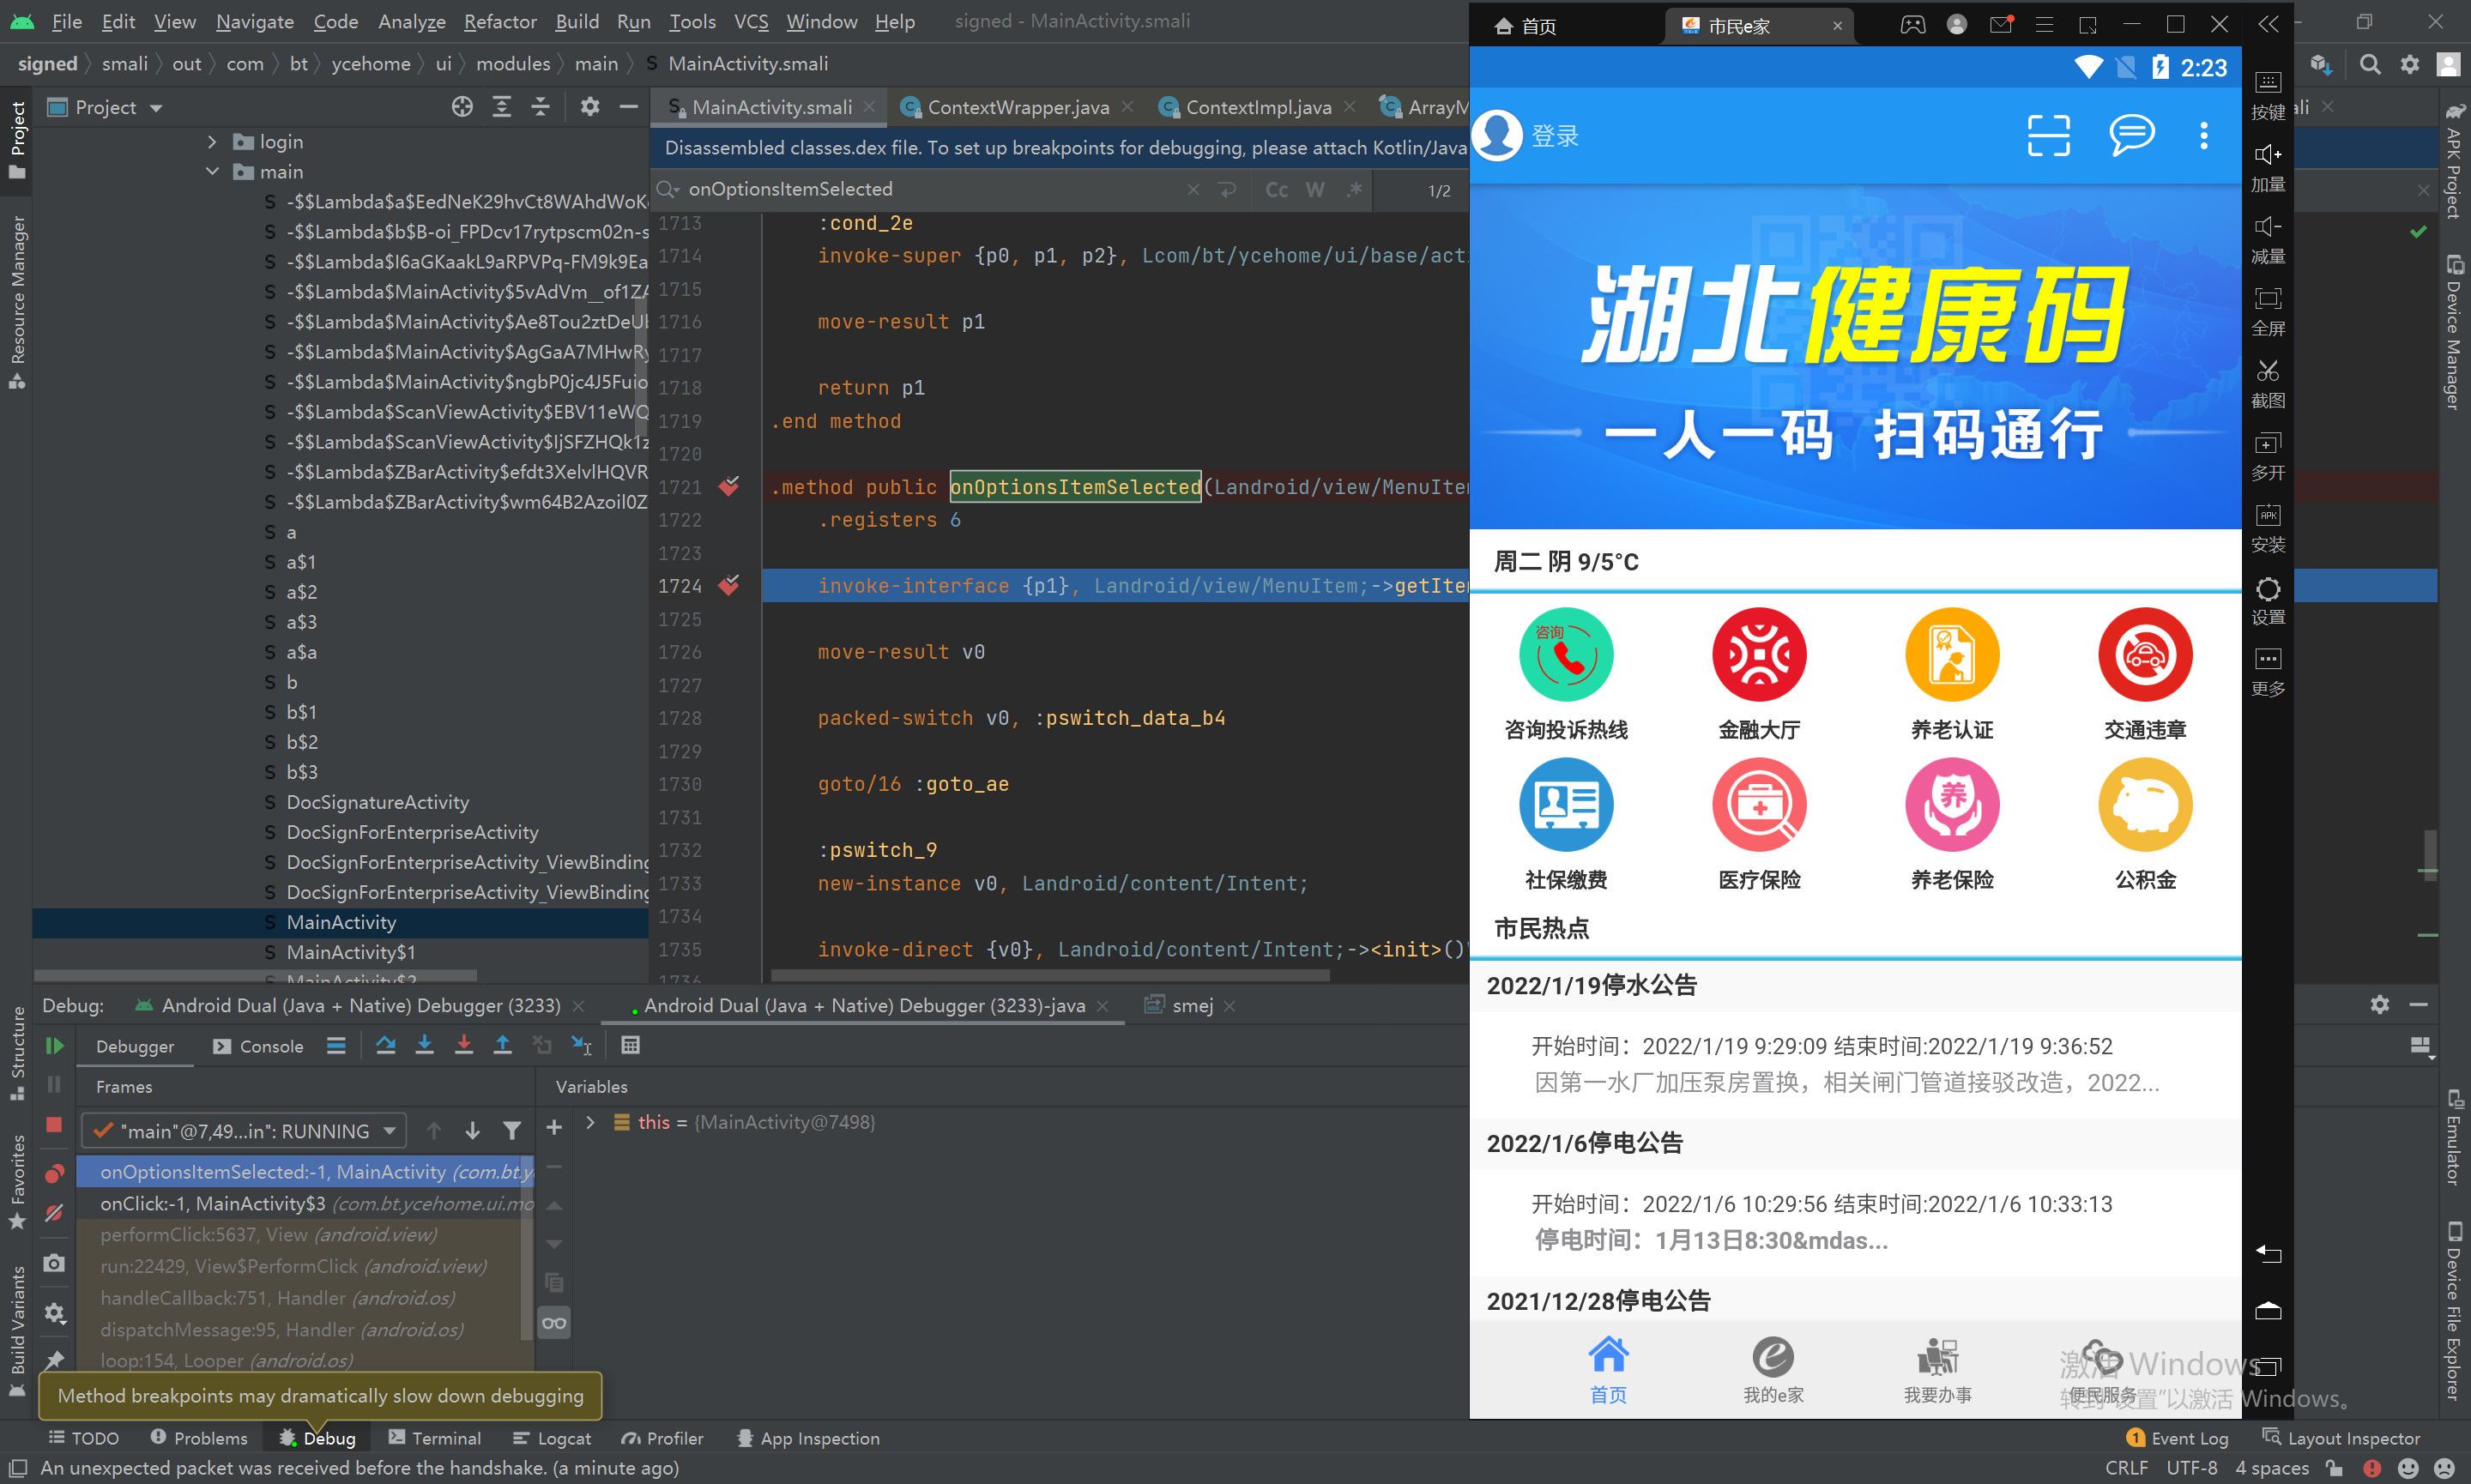 File Edit View Navigate Code Analyze Refactor Build Run Tools VCS Window Help signed - MainActivity.smali
signed smali out com bt ycehome ui modules main MainActivity.smali
Project
MainActivity.smali ContextWrapper.java ContextImpl.java ArrayM
login
main
-$$Lambda$a$EedNeK29hvCt8WAhdWoK
-$$Lambda$b$B-oi_FPDcv17rytpscm02n-s
-$$Lambda$I6aGKaakL9aRPVPq-FM9k9Ea
-$$Lambda$MainActivity$5vAdVm__of1ZA
-$$Lambda$MainActivity$Ae8Tou2ztDeUb
-$$Lambda$MainActivity$AgGaA7MHwRy
-$$Lambda$MainActivity$ngbP0jc4J5Fuio
-$$Lambda$ScanViewActivity$EBV11eWQ
-$$Lambda$ScanViewActivity$IjSFZHQk1z
-$$Lambda$ZBarActivity$efdt3XelvlHQVR
-$$Lambda$ZBarActivity$wm64B2Azoil0Z
a
a$1
a$2
a$3
a$a
b
b$1
b$2
b$3
DocSignatureActivity
DocSignForEnterpriseActivity
DocSignForEnterpriseActivity_ViewBinding
DocSignForEnterpriseActivity_ViewBinding
MainActivity
MainActivity$1
MainActivity$2
Disassembled classes.dex file. To set up breakpoints for debugging, please attach Kotlin/Java
onOptionsItemSelected Cc W .* 1/2
1713 :cond_2e
1714 invoke-super {p0, p1, p2}, Lcom/bt/ycehome/ui/base/act
1715
1716 move-result p1
1717
1718 return p1
1719 .end method
1720
1721 .method public onOptionsItemSelected(Landroid/view/MenuItem
1722 .registers 6
1723
1724 invoke-interface {p1}, Landroid/view/MenuItem;->getItem
1725
1726 move-result v0
1727
1728 packed-switch v0, :pswitch_data_b4
1729
1730 goto/16 :goto_ae
1731
1732 :pswitch_9
1733 new-instance v0, Landroid/content/Intent;
1734
1735 invoke-direct {v0}, Landroid/content/Intent;-><init>()V
1736
Debug: Android Dual (Java + Native) Debugger (3233) Android Dual (Java + Native) Debugger (3233)-java smej
Debugger Console
Frames Variables
"main"@7,49...in": RUNNING
this = {MainActivity@7498}
onOptionsItemSelected:-1, MainActivity (com.bt.y
onClick:-1, MainActivity$3 (com.bt.ycehome.ui.mo
performClick:5637, View (android.view)
run:22429, View$PerformClick (android.view)
handleCallback:751, Handler (android.os)
dispatchMessage:95, Handler (android.os)
loop:154, Looper (android.os)
Method breakpoints may dramatically slow down debugging
TODO Problems Debug Terminal Logcat Profiler App Inspection
1 Event Log Layout Inspector
An unexpected packet was received before the handshake. (a minute ago)
CRLF UTF-8 4 spaces
Project
Resource Manager
Structure
Favorites
Build Variants
首页 市民e家
2:23
登录
湖北健康码
一人一码 扫码通行
周二 阴 9/5°C
咨询
咨询投诉热线 金融大厅 养老认证 交通违章
养
社保缴费 医疗保险 养老保险 公积金
市民热点
2022/1/19停水公告
开始时间：2022/1/19 9:29:09 结束时间:2022/1/19 9:36:52
因第一水厂加压泵房置换，相关闸门管道接驳改造，2022...
2022/1/6停电公告
开始时间：2022/1/6 10:29:56 结束时间:2022/1/6 10:33:13
停电时间：1月13日8:30&mdas...
2021/12/28停电公告
首页 我的e家 我要办事 便民服务
激活 Windows
转到"设置"以激活 Windows。
按键
加量
减量
全屏
截图
多开
APK
安装
设置
更多
li
APK Project
Device Manager
Emulator
Device File Explorer